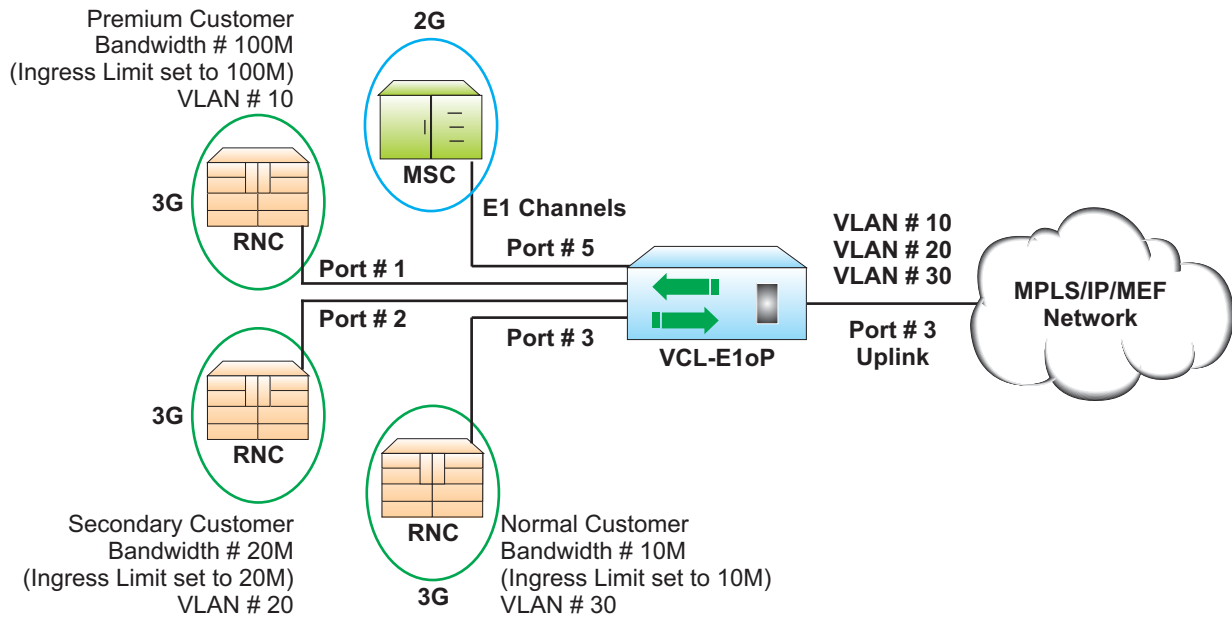 Premium Customer
Bandwidth # 100M
(Ingress Limit set to 100M)
VLAN # 10
2G
MSC
3G
RNC
E1 Channels
Port # 5
Port # 1
Port # 2
Port # 3
VCL-E1oP
VLAN # 10
VLAN # 20
VLAN # 30
Port # 3
Uplink
MPLS/IP/MEF
Network
3G
RNC
Secondary Customer
Bandwidth # 20M
(Ingress Limit set to 20M)
VLAN # 20
RNC
3G
Normal Customer
Bandwidth # 10M
(Ingress Limit set to 10M)
VLAN # 30